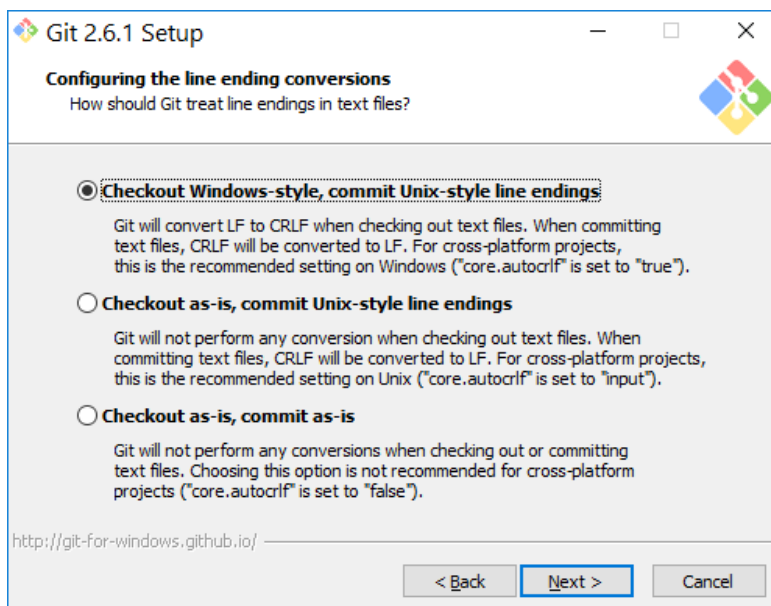 Git 2.6.1 Setup
Configuring the line ending conversions
How should Git treat line endings in text files?
Checkout Windows-style, commit Unix-style line endings
Git will convert LF to CRLF when checking out text files. When committing
text files, CRLF will be converted to LF. For cross-platform projects,
this is the recommended setting on Windows ("core.autocrlf" is set to "true").
Checkout as-is, commit Unix-style line endings
Git will not perform any conversion when checking out text files. When
committing text files, CRLF will be converted to LF. For cross-platform projects,
this is the recommended setting on Unix ("core.autocrlf" is set to "input").
Checkout as-is, commit as-is
Git will not perform any conversions when checking out or committing
text files. Choosing this option is not recommended for cross-platform
projects ("core.autocrlf" is set to "false").
http://git-for-windows.github.io/
< Back Next > Cancel